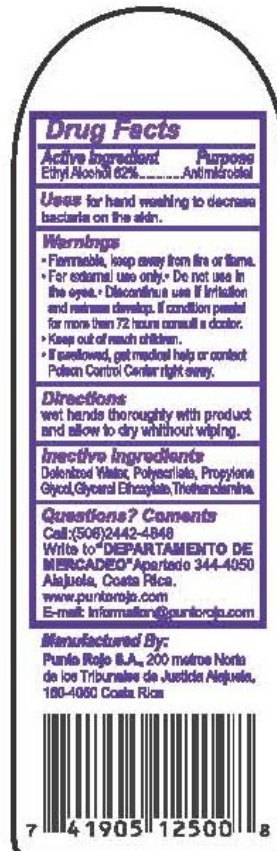 Drug Facts
Active Ingredient Purpose
Ethyl Alcohol 62%..........Antimicrobial
Uses for hand washing to decrase
bacteria on the skin.
Warnings
• Flammable, keep away from fire or flame.
• For external use only. • Do not use in
the eyes. • Discontinue use if irritation
and redness develop. If condition persist
for more than 72 hours consult a doctor.
• Keep out of reach children.
• If swallowed, get medical help or contact
Poison Control Center right away.
Directions
wet hands thoroughly with product
and allow to dry whithout wiping.
Inactive Ingredients
Deionized Water, Polyacrilate, Propylene
Glycol, Glyceral Ethoxylate, Triethanolamine.
Questions? Coments
Call:(506)2442-4848
Write to "DEPARTAMENTO DE
MERCADEO" Apartado 344-4050
Alajuela, Costa Rica.
www.puntorojo.com
E-mail: information@puntorojo.com
Manufactured By:
Punto Rojo S.A., 200 metros Norte
de los Tribunales de Justicia Alajuela,
160-4050 Costa Rica
7 41905 12500 8